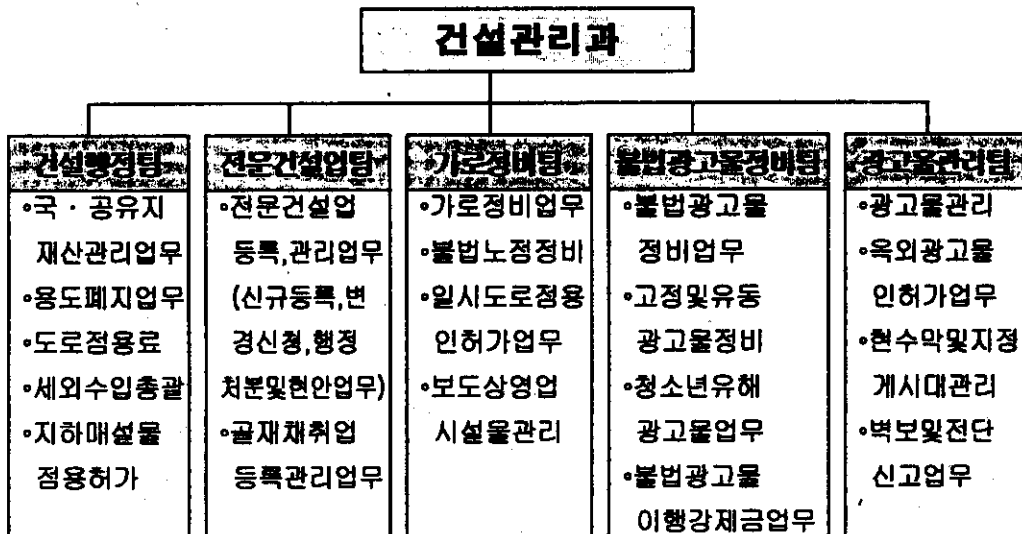 건설관리과
건설행정팀
◦국 · 공유지
재산관리업무
◦용도폐지업무
◦도로점용료
◦세외수입총괄
◦지하매설물
점용허가
전문건설업팀
◦전문건설업
등록,관리업무
(신규등록,변
경신청,행정
처분및현안업무)
◦골재채취업
등록관리업무
가로정비팀
◦가로정비업무
◦불법노점정비
◦일시도로점용
인허가업무
◦보도상영업
시설물관리
불법광고물정비팀
◦불법광고물
정비업무
◦고정및유동
광고물정비
◦청소년유해
광고물업무
◦불법광고물
이행강제금업무
광고물관리팀
◦광고물관리
◦옥외광고물
인허가업무
◦현수막및지정
게시대관리
◦벽보및전단
신고업무